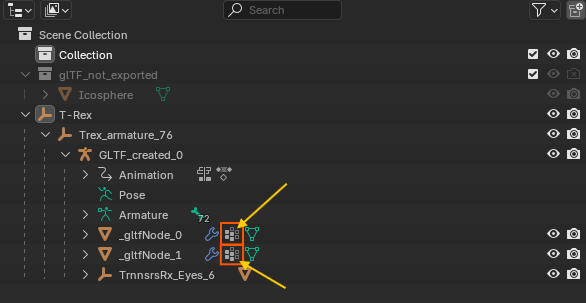 Search
Scene Collection
Collection
glTF_not_exported
Icosphere
T-Rex
Trex_armature_76
GLTF_created_0
Animation
Pose
Armature 72
_gltfNode_0
_gltfNode_1
TrnnsrsRx_Eyes_6